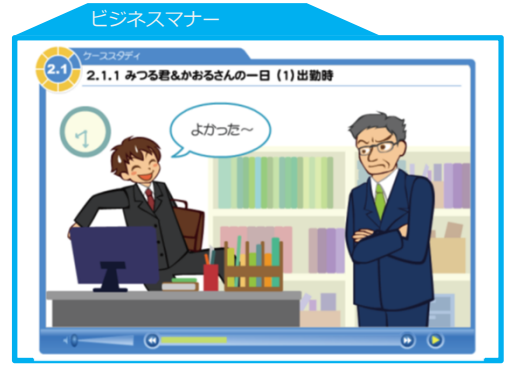 ビジネスマナー
ケーススタディ
2.1
2.1.1 みつる君&かおるさんの一日 (1)出勤時
よかった~